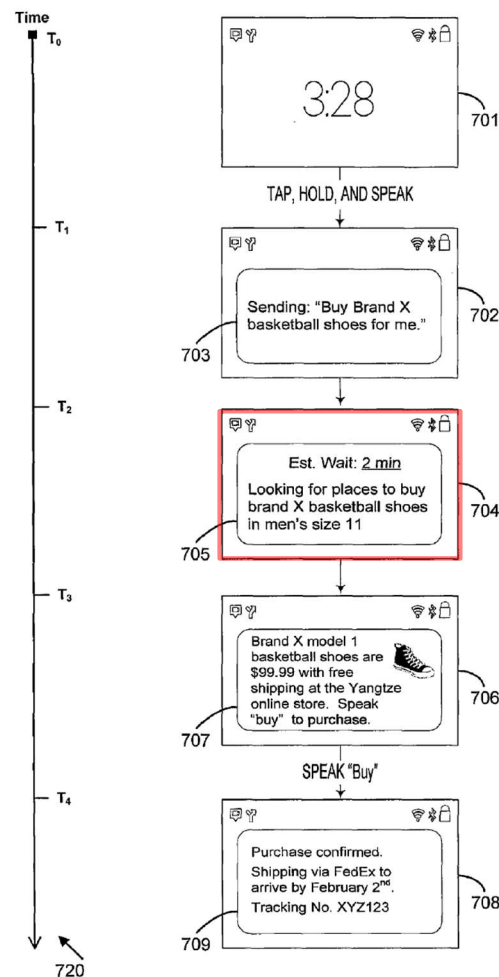 Time
T₀
3:28
701
TAP, HOLD, AND SPEAK
T₁
Sending: "Buy Brand X
basketball shoes for me."
702
703
T₂
Est. Wait: 2 min
Looking for places to buy
brand X basketball shoes
in men's size 11
704
705
T₃
Brand X model 1
basketball shoes are
$99.99 with free
shipping at the Yangtze
online store. Speak
"buy" to purchase.
706
707
SPEAK "Buy"
T₄
Purchase confirmed.
Shipping via FedEx to
arrive by February 2nd.
Tracking No. XYZ123
708
709
720